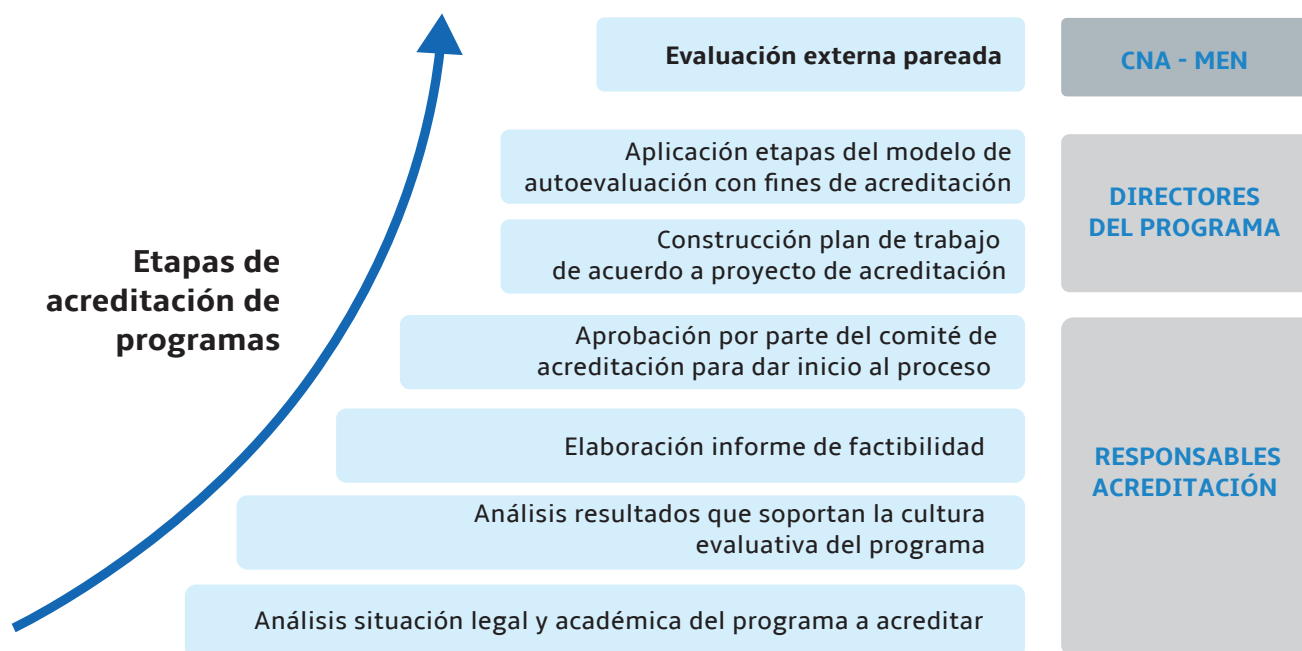 Evaluación externa pareada
CNA - MEN
Aplicación etapas del modelo de
autoevaluación con fines de acreditación
DIRECTORES
DEL PROGRAMA
Construcción plan de trabajo
de acuerdo a proyecto de acreditación
Etapas de
acreditación de
programas
Aprobación por parte del comité de
acreditación para dar inicio al proceso
Elaboración informe de factibilidad
RESPONSABLES
ACREDITACIÓN
Análisis resultados que soportan la cultura
evaluativa del programa
Análisis situación legal y académica del programa a acreditar